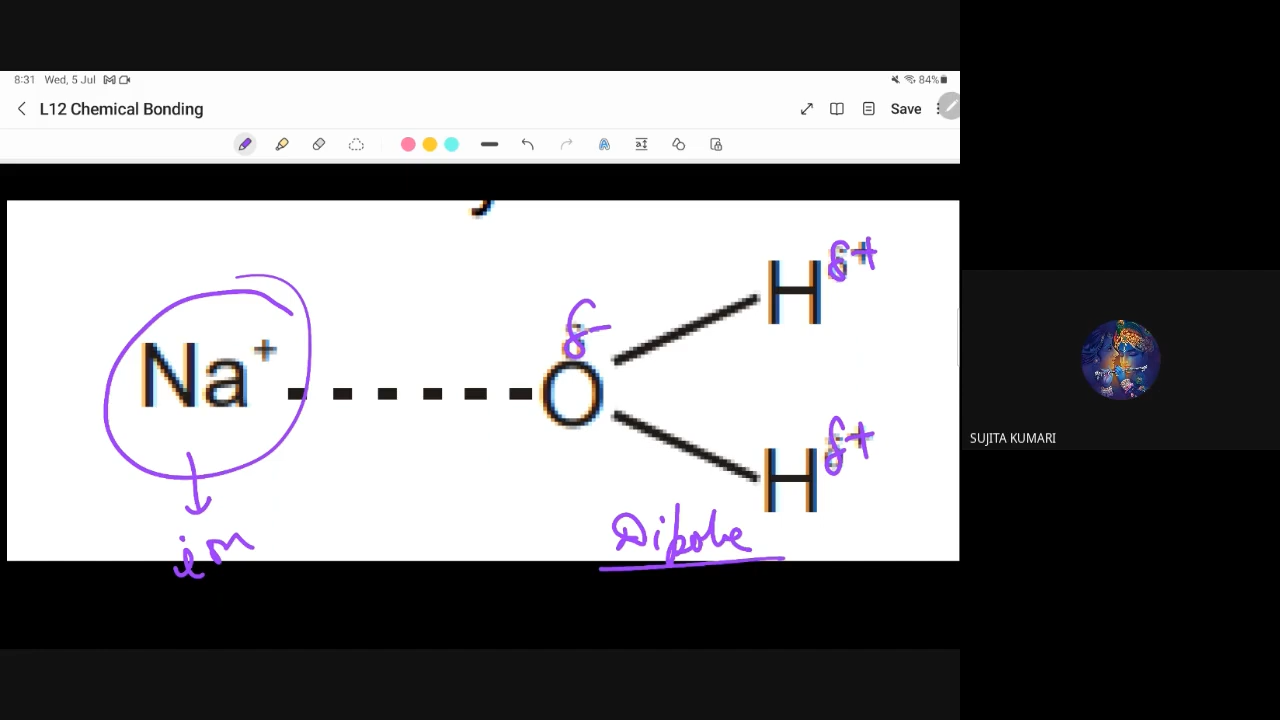 8:31 Wed, 5 Jul 84%
L12 Chemical Bonding Save
H δ+
δ-
Na+ O
SUJITA KUMARI
H δ+
Dipole
ion